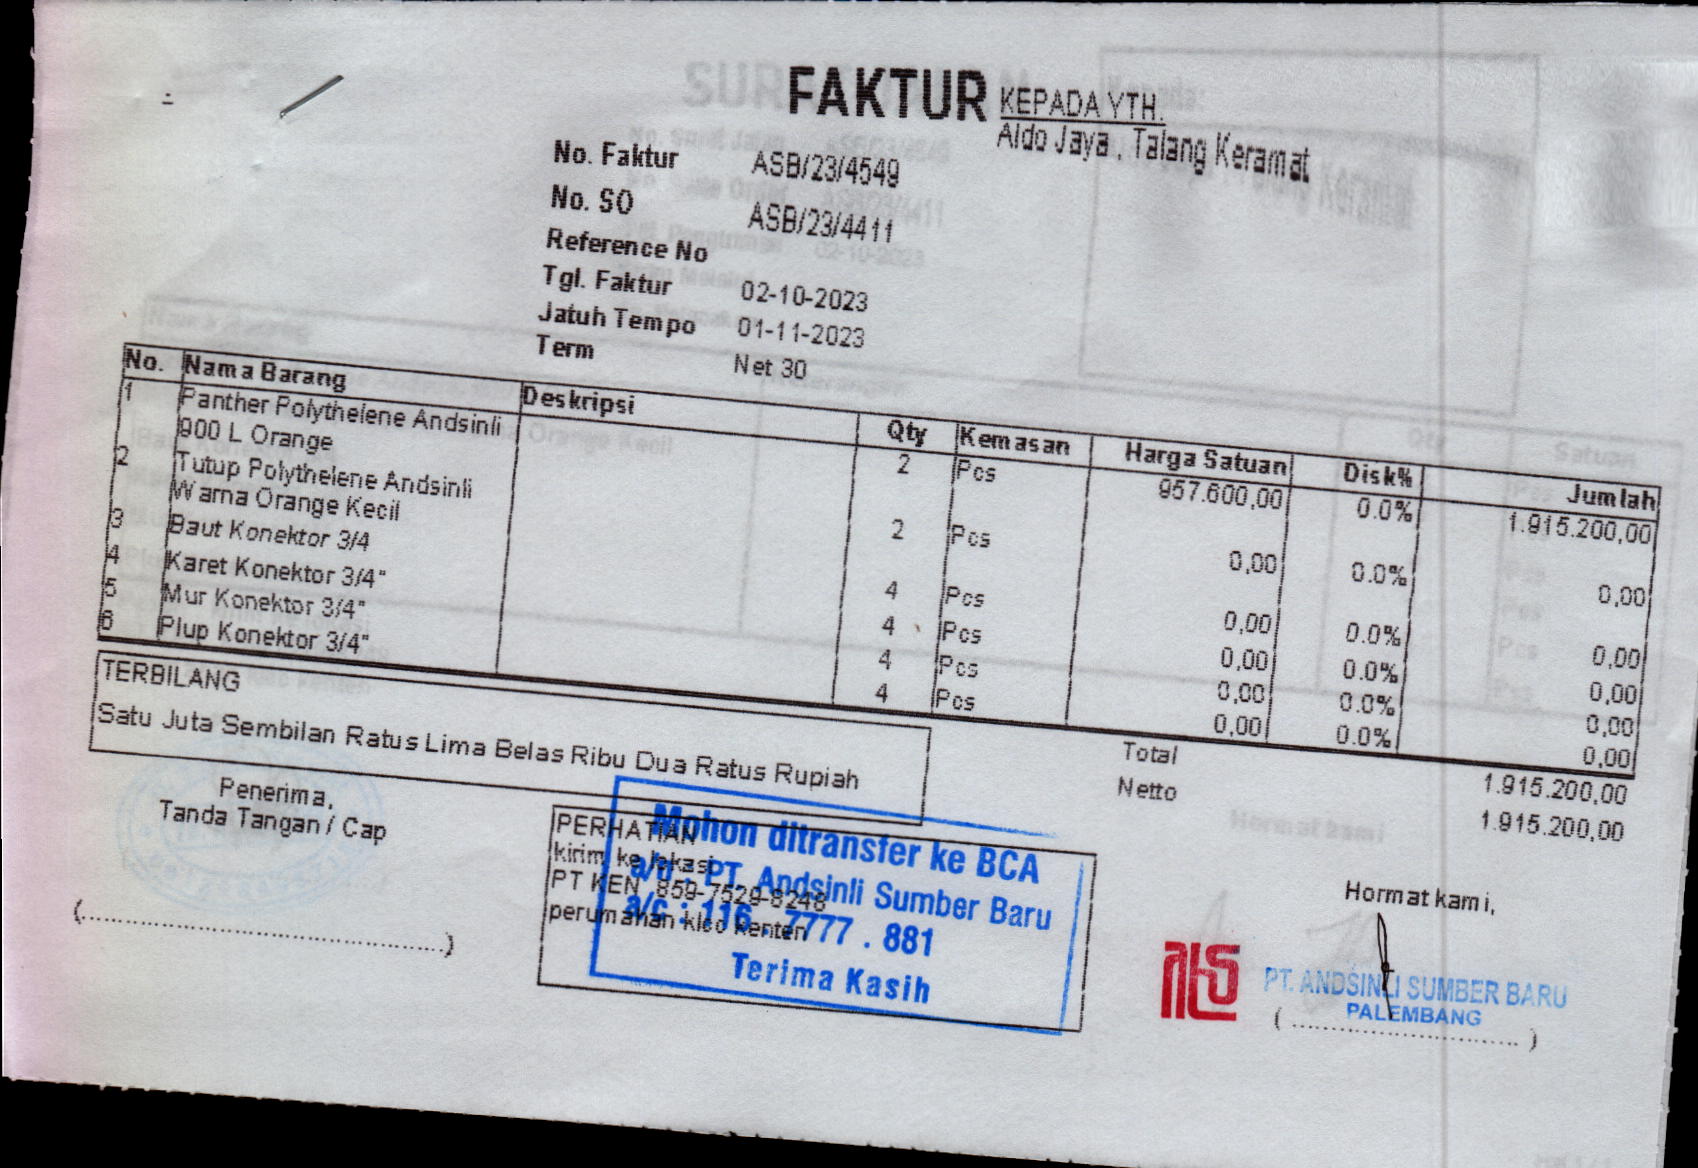 FAKTUR
KEPADA YTH.
Aldo Jaya , Talang Keramat
No. Faktur ASB/23/4549
No. SO ASB/23/4411
Reference No
Tgl. Faktur 02-10-2023
Jatuh Tempo 01-11-2023
Term Net 30
No. Nama Barang Deskripsi Qty Kemasan Harga Satuan Disk% Jumlah
1 Panther Polythelene Andsinli 2 Pcs 957.600,00 0.0% 1.915.200,00
900 L Orange
2 Tutup Polythelene Andsinli 2 Pcs 0,00 0.0% 0,00
Warna Orange Kecil
3 Baut Konektor 3/4 4 Pcs 0,00 0.0% 0,00
4 Karet Konektor 3/4" 4 Pcs 0,00 0.0% 0,00
5 Mur Konektor 3/4" 4 Pcs 0,00 0.0% 0,00
6 Plup Konektor 3/4" 4 Pcs 0,00 0.0% 0,00
TERBILANG
Satu Juta Sembilan Ratus Lima Belas Ribu Dua Ratus Rupiah
Total 1.915.200,00
Netto 1.915.200,00
Penerima,
Tanda Tangan / Cap
(..................................................)
PERHATIAN
kirim ke lokasi
PT KEN 859-7529-8248
perumahan kico kenten
Mohon ditransfer ke BCA
a/n : PT. Andsinli Sumber Baru
a/c : 116 . 7777 . 881
Terima Kasih
Hormat kami,
PT. ANDSINLI SUMBER BARU
PALEMBANG
( .................................. )